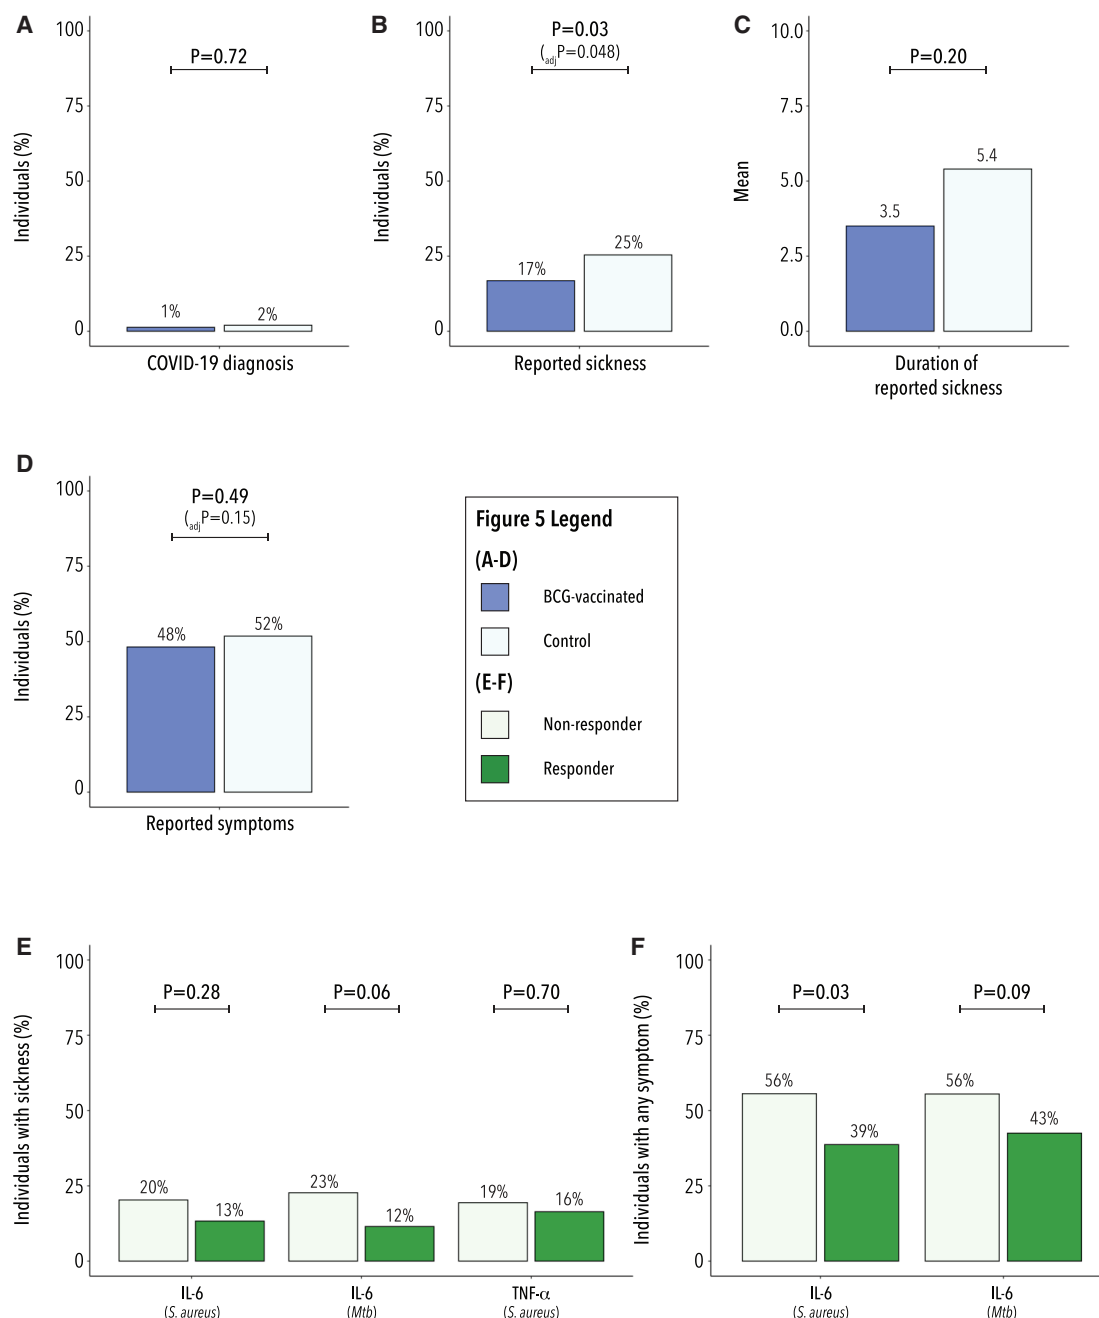 A
100
75
50
25
0
Individuals (%)
P=0.72
1%
2%
COVID-19 diagnosis
B
100
75
50
25
0
Individuals (%)
P=0.03
(adjP=0.048)
17%
25%
Reported sickness
C
10.0
7.5
5.0
2.5
0.0
Mean
P=0.20
3.5
5.4
Duration of
reported sickness
D
100
75
50
25
0
Individuals (%)
P=0.49
(adjP=0.15)
48%
52%
Reported symptoms
Figure 5 Legend
(A-D)
BCG-vaccinated
Control
(E-F)
Non-responder
Responder
E
100
75
50
25
0
Individuals with sickness (%)
P=0.28
P=0.06
P=0.70
20%
13%
23%
12%
19%
16%
IL-6
(S. aureus)
IL-6
(Mtb)
TNF-α
(S. aureus)
F
100
75
50
25
0
Individuals with any symptom (%)
P=0.03
P=0.09
56%
39%
56%
43%
IL-6
(S. aureus)
IL-6
(Mtb)